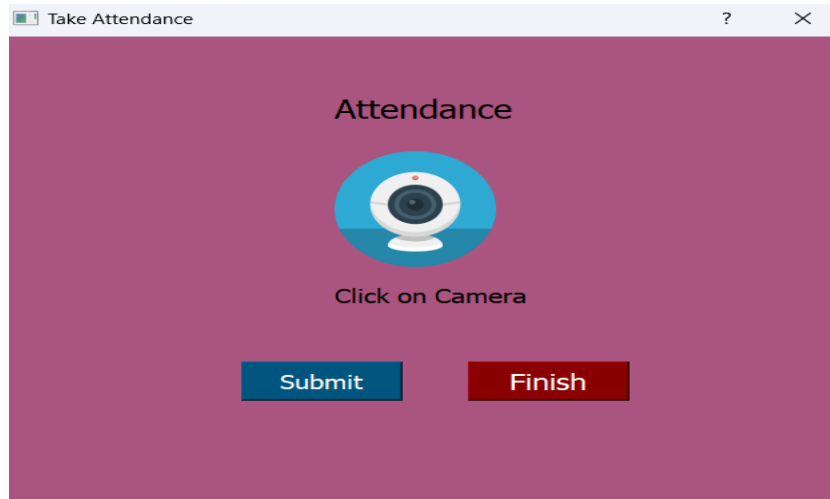 Take Attendance ?
Attendance
Click on Camera
Submit Finish